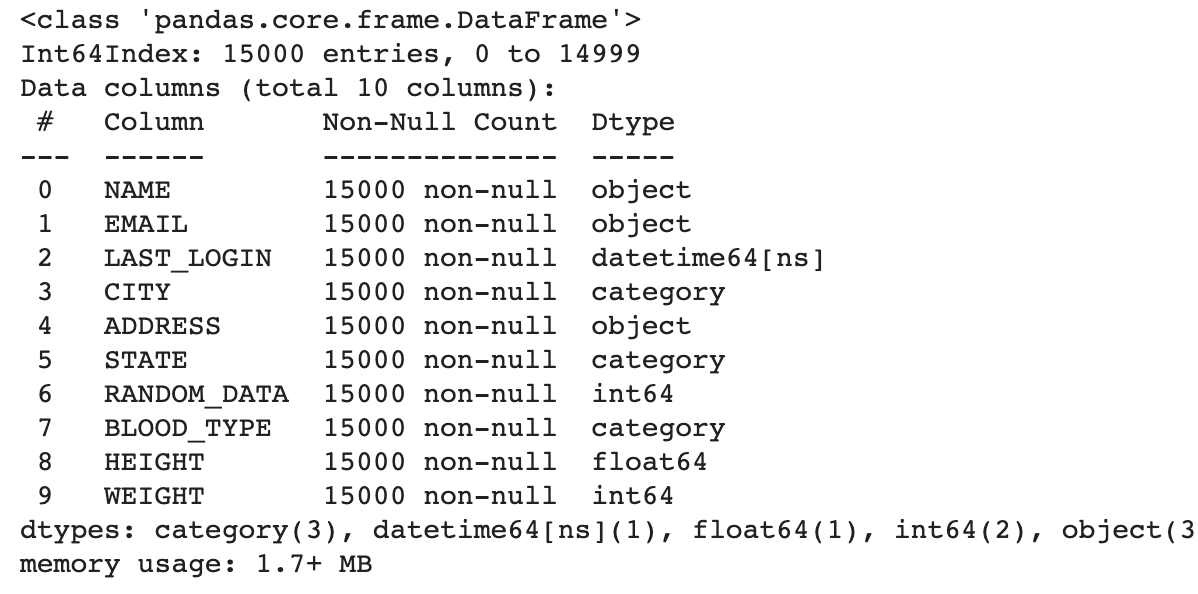 <class 'pandas.core.frame.DataFrame'>
Int64Index: 15000 entries, 0 to 14999
Data columns (total 10 columns):
 #   Column       Non-Null Count  Dtype
---  ------       --------------  -----
 0   NAME         15000 non-null  object
 1   EMAIL        15000 non-null  object
 2   LAST_LOGIN   15000 non-null  datetime64[ns]
 3   CITY         15000 non-null  category
 4   ADDRESS      15000 non-null  object
 5   STATE        15000 non-null  category
 6   RANDOM_DATA  15000 non-null  int64
 7   BLOOD_TYPE   15000 non-null  category
 8   HEIGHT       15000 non-null  float64
 9   WEIGHT       15000 non-null  int64
dtypes: category(3), datetime64[ns](1), float64(1), int64(2), object(3
memory usage: 1.7+ MB